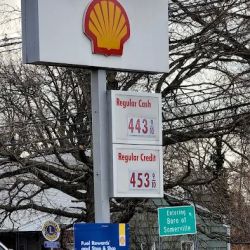 Regular Cash
443 9/10
Regular Credit
453 9/10
Fuel Rewards
Entering
Boro of
Somerville